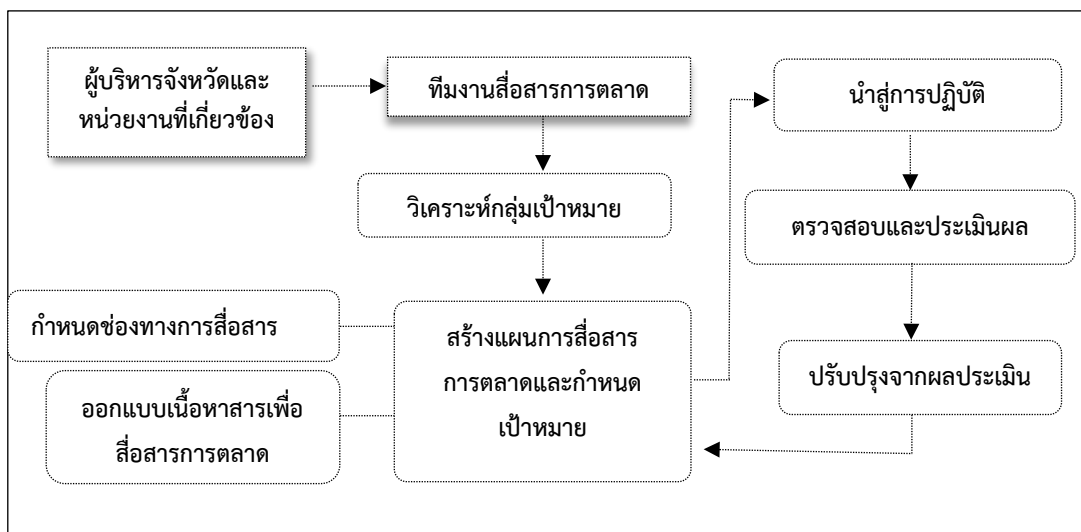 ผู้บริหารจังหวัดและ
หน่วยงานที่เกี่ยวข้อง
ทีมงานสื่อสารการตลาด
วิเคราะห์กลุ่มเป้าหมาย
กำหนดช่องทางการสื่อสาร
ออกแบบเนื้อหาสารเพื่อ
สื่อสารการตลาด
สร้างแผนการสื่อสาร
การตลาดและกำหนด
เป้าหมาย
นำสู่การปฏิบัติ
ตรวจสอบและประเมินผล
ปรับปรุงจากผลประเมิน